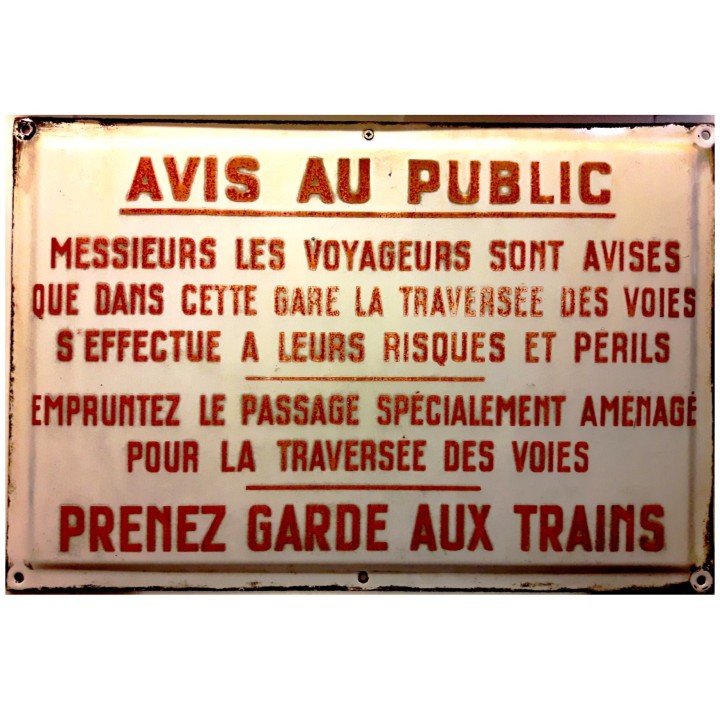 AVIS AU PUBLIC
MESSIEURS LES VOYAGEURS SONT AVISES
QUE DANS CETTE GARE LA TRAVERSÉE DES VOIES
S'EFFECTUE A LEURS RISQUES ET PERILS
EMPRUNTEZ LE PASSAGE SPÉCIALEMENT AMENAGÉ
POUR LA TRAVERSÉE DES VOIES
PRENEZ GARDE AUX TRAINS